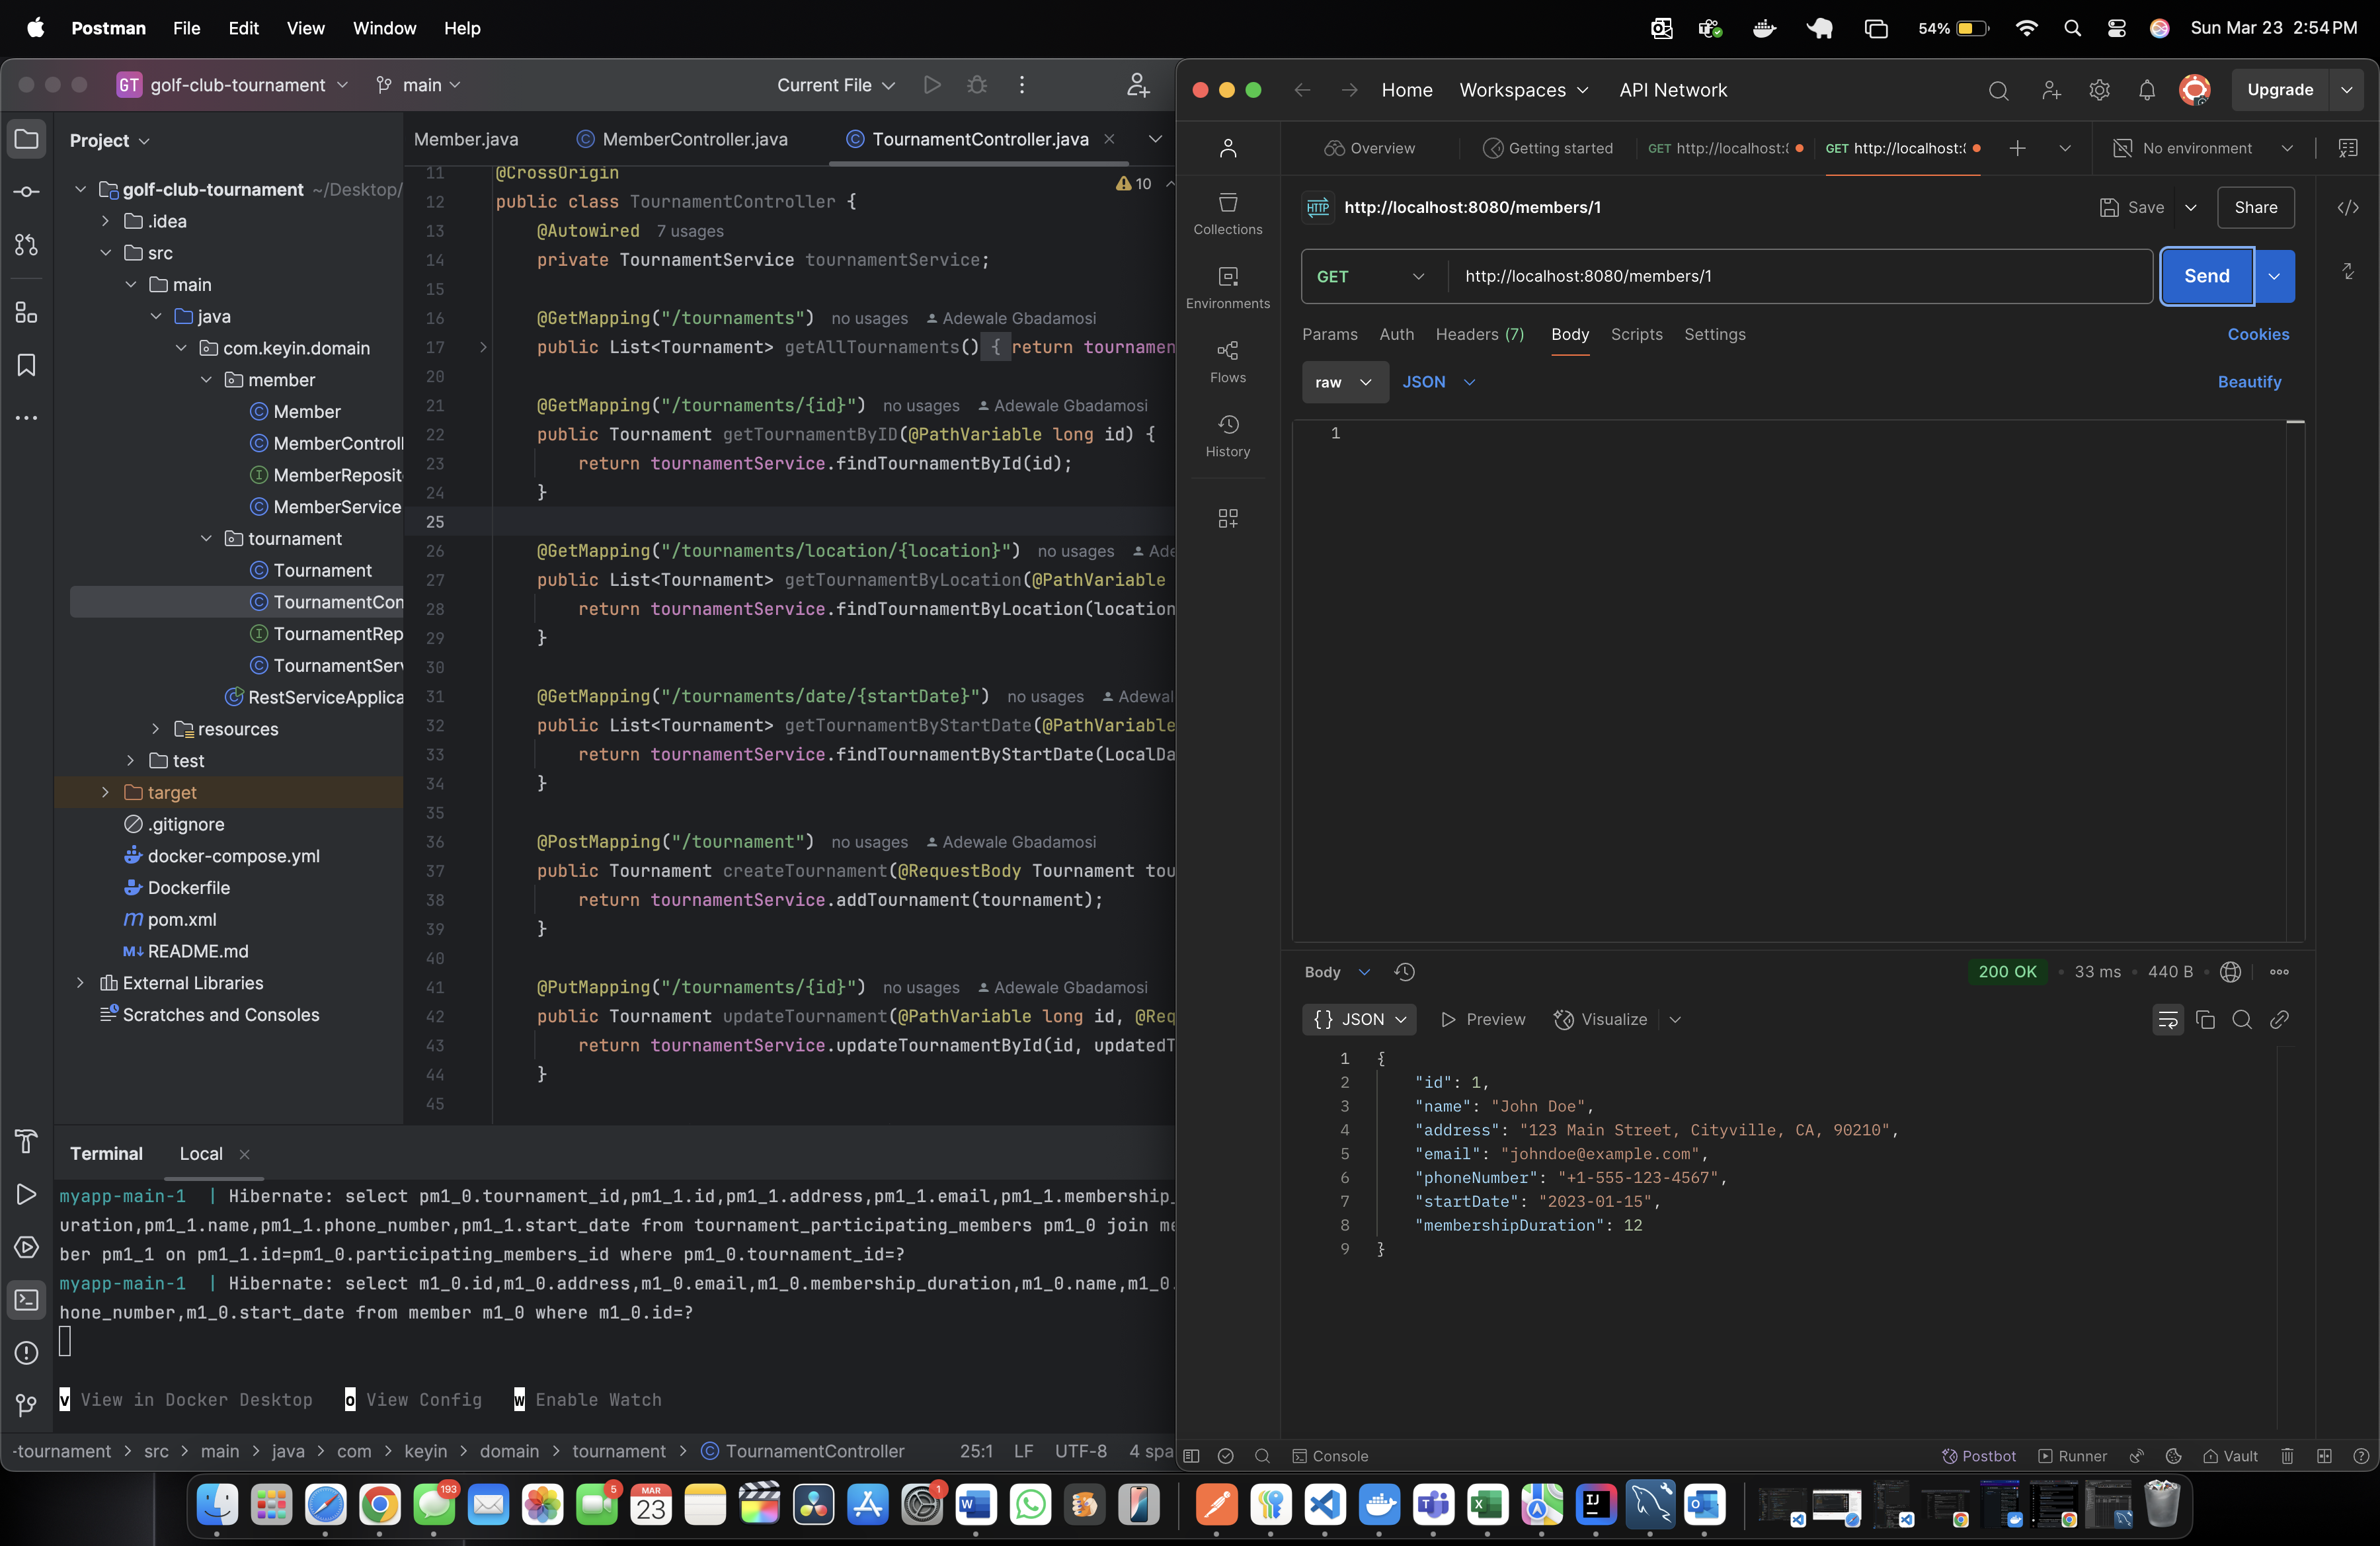 Postman File Edit View Window Help
54% Sun Mar 23 2:54 PM
GT golf-club-tournament main Current File
Project
golf-club-tournament ~/Desktop/
.idea
src
main
java
com.keyin.domain
member
Member
MemberControll
MemberReposit
MemberService
tournament
Tournament
TournamentCon
TournamentRep
TournamentServ
RestServiceApplica
resources
test
target
.gitignore
docker-compose.yml
Dockerfile
pom.xml
README.md
External Libraries
Scratches and Consoles
Member.java MemberController.java TournamentController.java
10
11 @CrossOrigin
12 public class TournamentController {
13 @Autowired 7 usages
14 private TournamentService tournamentService;
15
16 @GetMapping("/tournaments") no usages Adewale Gbadamosi
17 public List<Tournament> getAllTournaments() { return tournamen
20
21 @GetMapping("/tournaments/{id}") no usages Adewale Gbadamosi
22 public Tournament getTournamentByID(@PathVariable long id) {
23 return tournamentService.findTournamentById(id);
24 }
25
26 @GetMapping("/tournaments/location/{location}") no usages Ade
27 public List<Tournament> getTournamentByLocation(@PathVariable
28 return tournamentService.findTournamentByLocation(location
29 }
30
31 @GetMapping("/tournaments/date/{startDate}") no usages Adewal
32 public List<Tournament> getTournamentByStartDate(@PathVariable
33 return tournamentService.findTournamentByStartDate(LocalDa
34 }
35
36 @PostMapping("/tournament") no usages Adewale Gbadamosi
37 public Tournament createTournament(@RequestBody Tournament tou
38 return tournamentService.addTournament(tournament);
39 }
40
41 @PutMapping("/tournaments/{id}") no usages Adewale Gbadamosi
42 public Tournament updateTournament(@PathVariable long id, @Req
43 return tournamentService.updateTournamentById(id, updatedT
44 }
45
Terminal Local
myapp-main-1 | Hibernate: select pm1_0.tournament_id,pm1_1.id,pm1_1.address,pm1_1.email,pm1_1.membership_
uration,pm1_1.name,pm1_1.phone_number,pm1_1.start_date from tournament_participating_members pm1_0 join me
ber pm1_1 on pm1_1.id=pm1_0.participating_members_id where pm1_0.tournament_id=?
myapp-main-1 | Hibernate: select m1_0.id,m1_0.address,m1_0.email,m1_0.membership_duration,m1_0.name,m1_0.
hone_number,m1_0.start_date from member m1_0 where m1_0.id=?
v View in Docker Desktop o View Config w Enable Watch
-tournament > src > main > java > com > keyin > domain > tournament > TournamentController 25:1 LF UTF-8 4 spa
Home Workspaces API Network Upgrade
Overview Getting started GET http://localhost: GET http://localhost: No environment
Collections
Environments
Flows
History
HTTP http://localhost:8080/members/1 Save Share
GET http://localhost:8080/members/1 Send
Params Auth Headers (7) Body Scripts Settings Cookies
raw JSON Beautify
1
Body 200 OK 33 ms 440 B
{} JSON Preview Visualize
1 {
2 "id": 1,
3 "name": "John Doe",
4 "address": "123 Main Street, Cityville, CA, 90210",
5 "email": "johndoe@example.com",
6 "phoneNumber": "+1-555-123-4567",
7 "startDate": "2023-01-15",
8 "membershipDuration": 12
9 }
Console Postbot Runner Vault
193 5 MAR 23 1